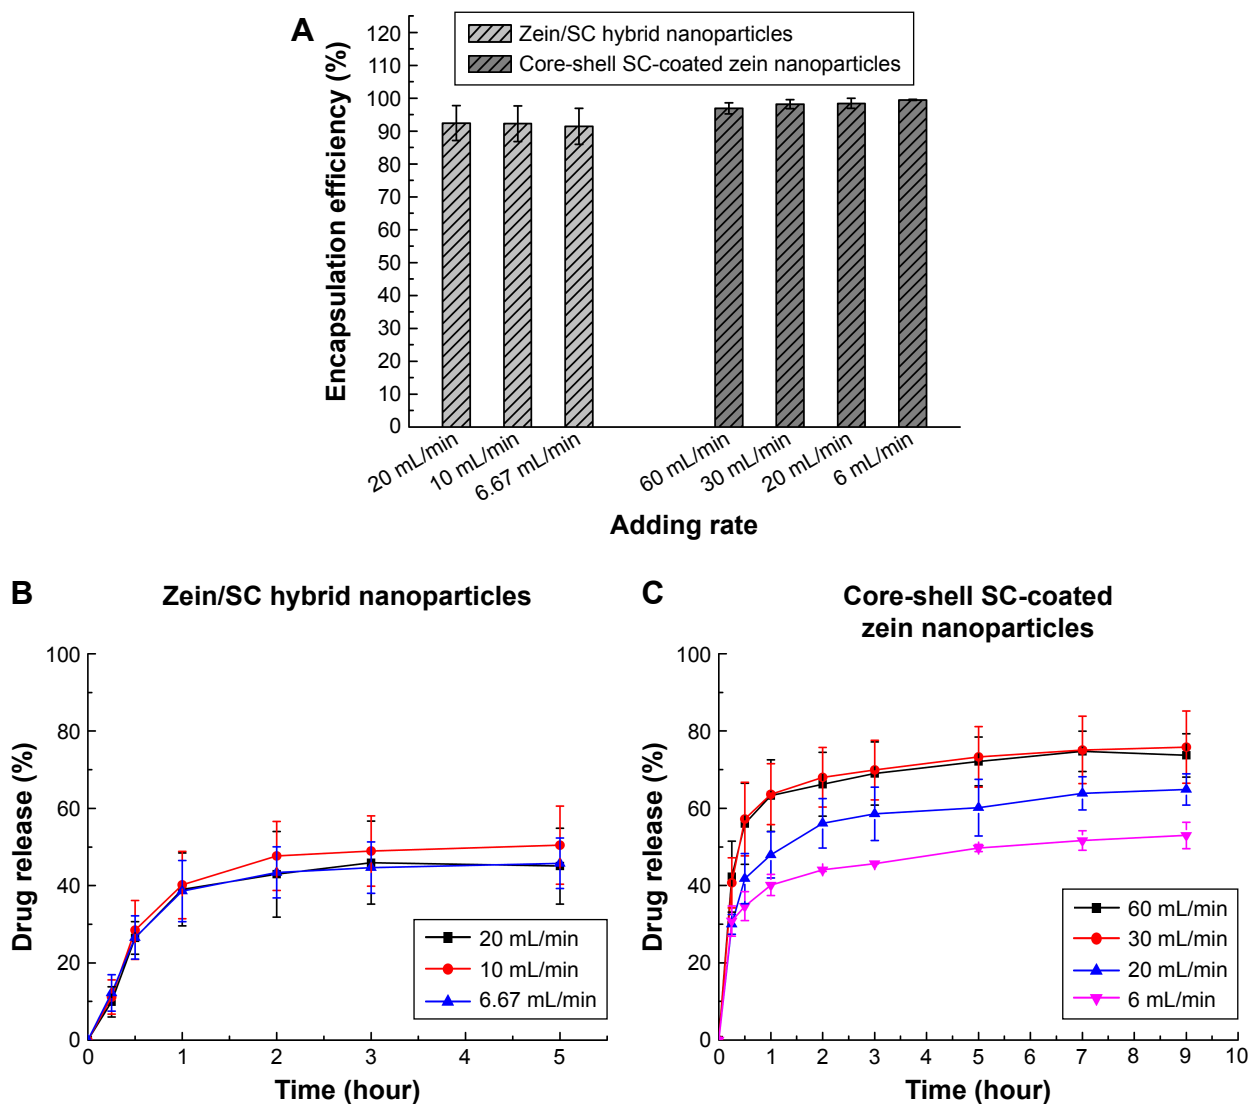 A
Encapsulation efficiency (%)
120
110
100
90
80
70
60
50
40
30
20
10
0
Zein/SC hybrid nanoparticles
Core-shell SC-coated zein nanoparticles
20 mL/min
10 mL/min
6.67 mL/min
60 mL/min
30 mL/min
20 mL/min
6 mL/min
Adding rate
B
Zein/SC hybrid nanoparticles
Drug release (%)
100
80
60
40
20
0
20 mL/min
10 mL/min
6.67 mL/min
0 1 2 3 4 5
Time (hour)
C
Core-shell SC-coated
zein nanoparticles
Drug release (%)
100
80
60
40
20
0
60 mL/min
30 mL/min
20 mL/min
6 mL/min
0 1 2 3 4 5 6 7 8 9 10
Time (hour)